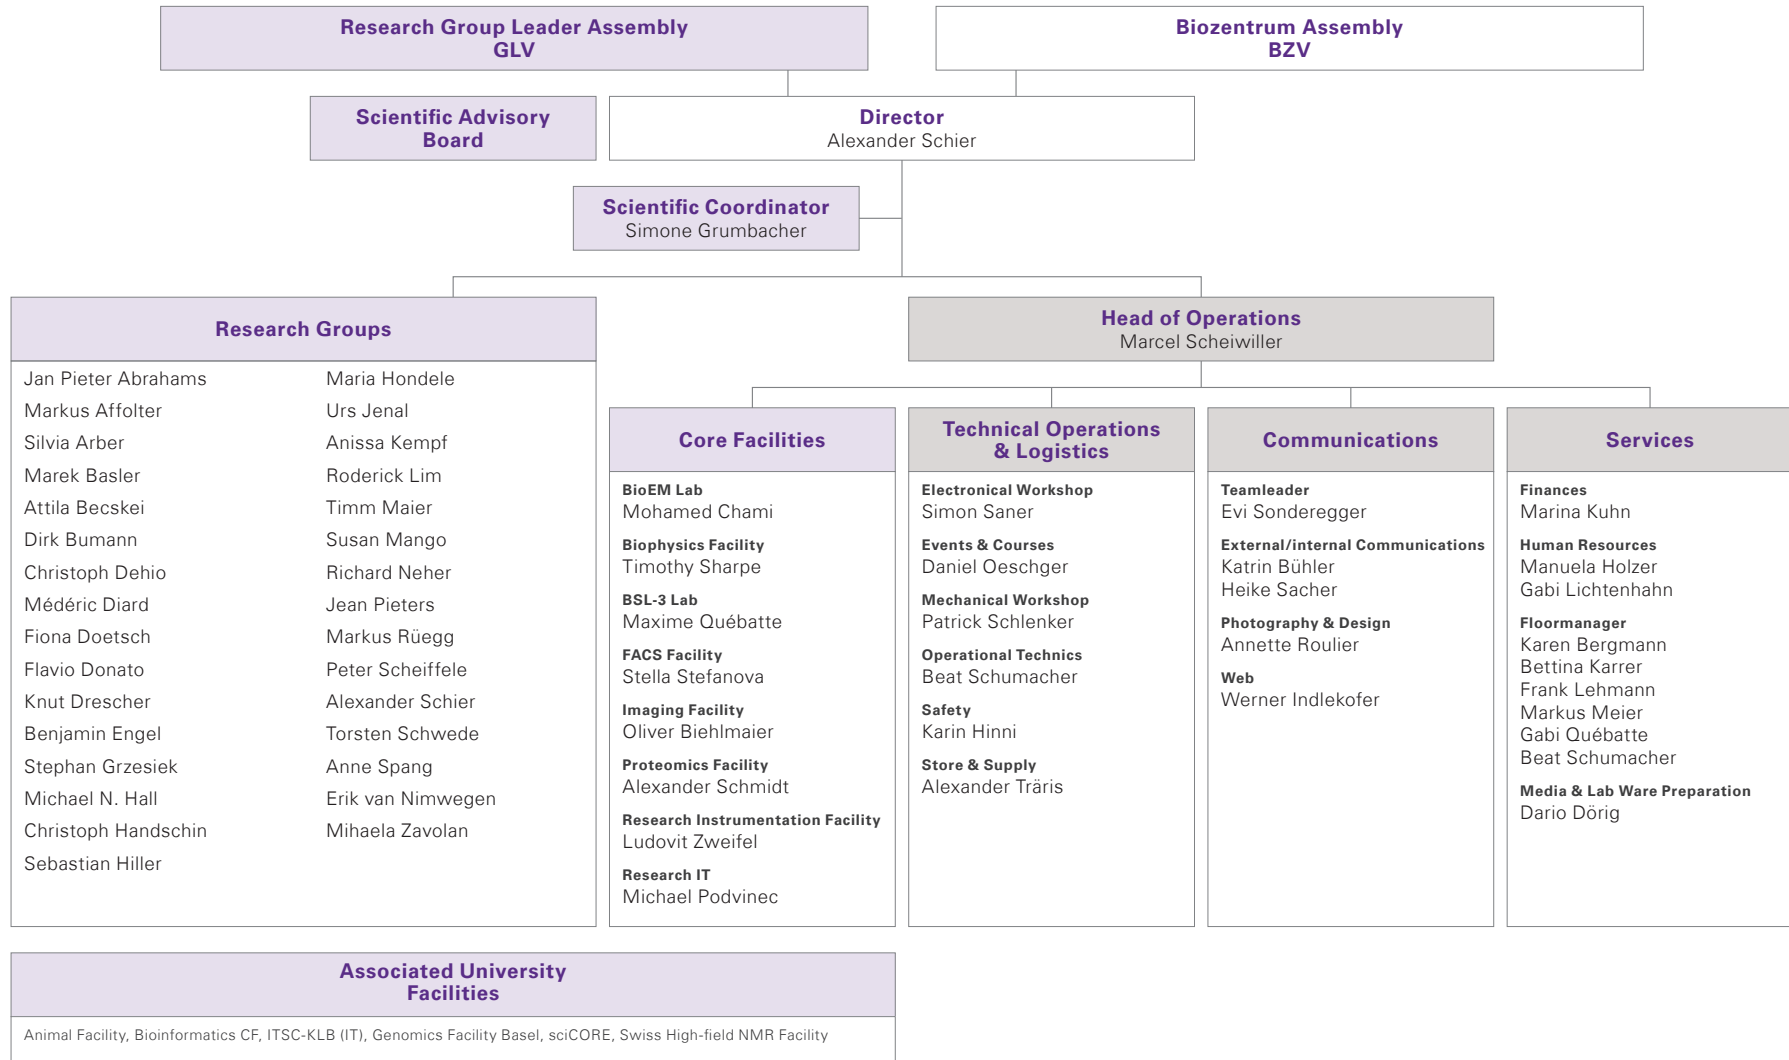 Research Group Leader Assembly
GLV
Biozentrum Assembly
BZV
Scientific Advisory
Board
Director
Alexander Schier
Scientific Coordinator
Simone Grumbacher
Research Groups
Jan Pieter Abrahams
Markus Affolter
Silvia Arber
Marek Basler
Attila Becskei
Dirk Bumann
Christoph Dehio
Médéric Diard
Fiona Doetsch
Flavio Donato
Knut Drescher
Benjamin Engel
Stephan Grzesiek
Michael N. Hall
Christoph Handschin
Sebastian Hiller
Maria Hondele
Urs Jenal
Anissa Kempf
Roderick Lim
Timm Maier
Susan Mango
Richard Neher
Jean Pieters
Markus Rüegg
Peter Scheiffele
Alexander Schier
Torsten Schwede
Anne Spang
Erik van Nimwegen
Mihaela Zavolan
Head of Operations
Marcel Scheiwiller
Core Facilities
BioEM Lab
Mohamed Chami
Biophysics Facility
Timothy Sharpe
BSL-3 Lab
Maxime Québatte
FACS Facility
Stella Stefanova
Imaging Facility
Oliver Biehlmaier
Proteomics Facility
Alexander Schmidt
Research Instrumentation Facility
Ludovit Zweifel
Research IT
Michael Podvinec
Technical Operations
& Logistics
Electronical Workshop
Simon Saner
Events & Courses
Daniel Oeschger
Mechanical Workshop
Patrick Schlenker
Operational Technics
Beat Schumacher
Safety
Karin Hinni
Store & Supply
Alexander Träris
Communications
Teamleader
Evi Sonderegger
External/internal Communications
Katrin Bühler
Heike Sacher
Photography & Design
Annette Roulier
Web
Werner Indlekofer
Services
Finances
Marina Kuhn
Human Resources
Manuela Holzer
Gabi Lichtenhahn
Floormanager
Karen Bergmann
Bettina Karrer
Frank Lehmann
Markus Meier
Gabi Québatte
Beat Schumacher
Media & Lab Ware Preparation
Dario Dörig
Associated University
Facilities
Animal Facility, Bioinformatics CF, ITSC-KLB (IT), Genomics Facility Basel, sciCORE, Swiss High-field NMR Facility